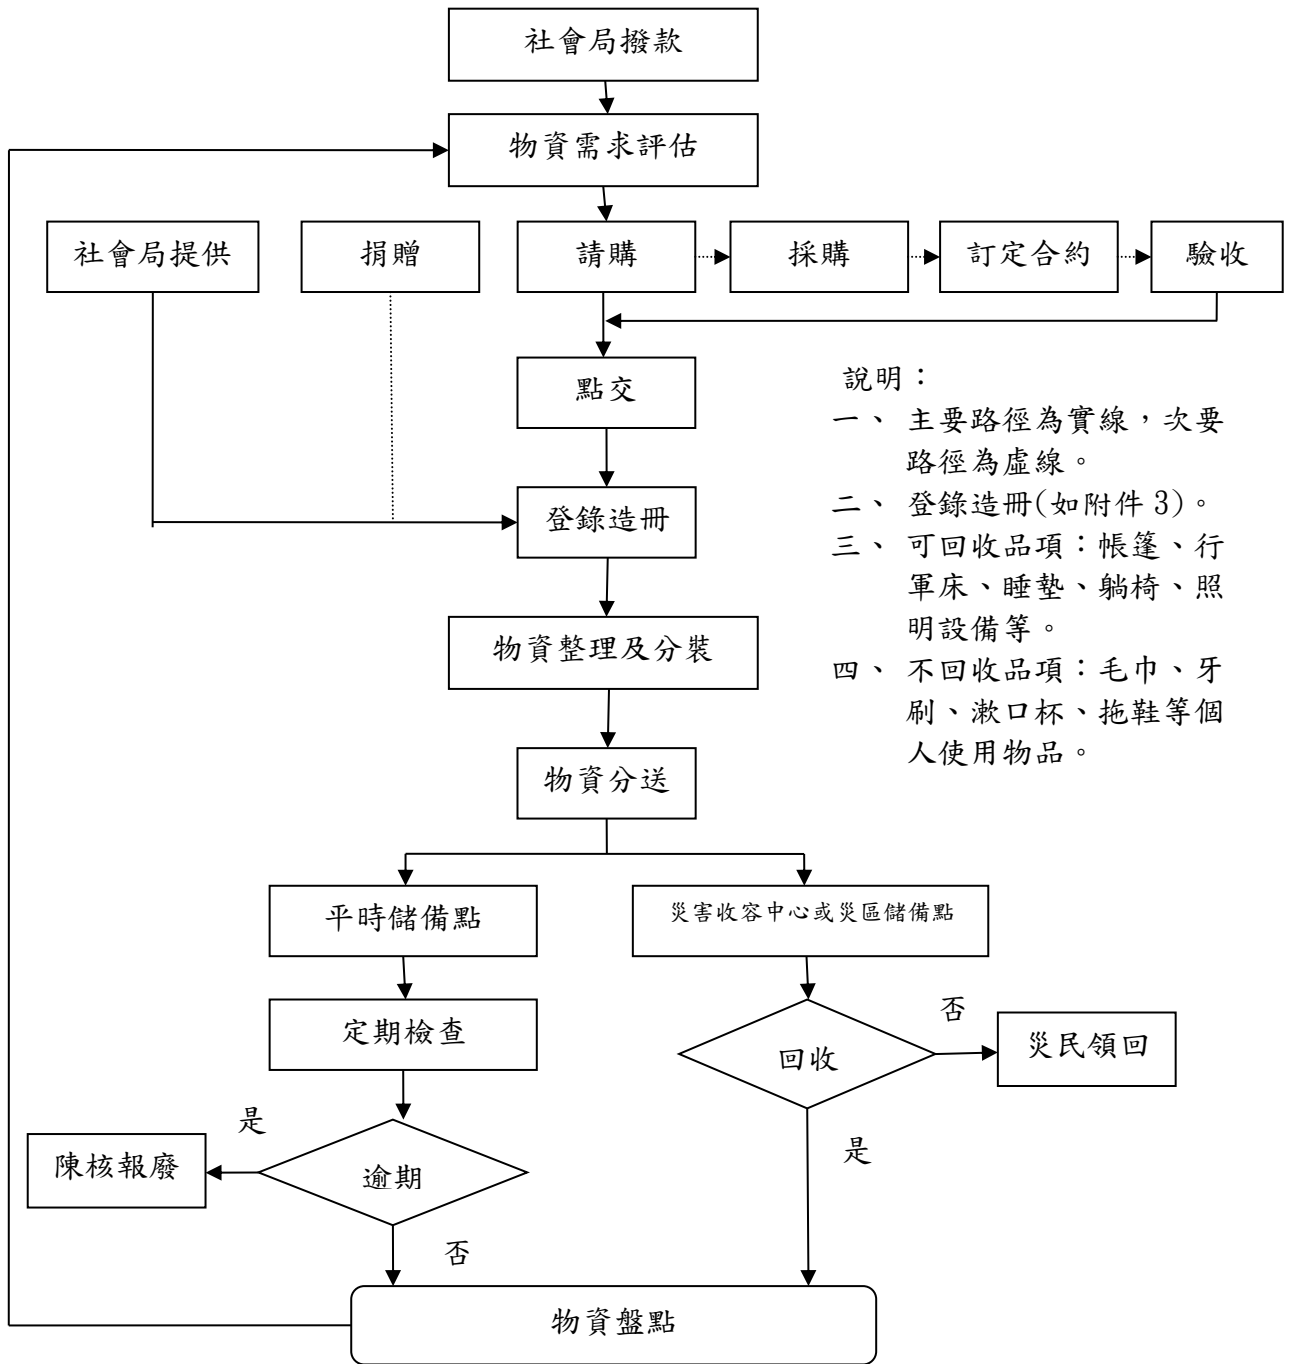 社會局撥款
物資需求評估
社會局提供
捐贈
請購
採購
訂定合約
驗收
點交
說明：
一、 主要路徑為實線，次要
路徑為虛線。
二、 登錄造冊(如附件 3)。
三、 可回收品項：帳篷、行
軍床、睡墊、躺椅、照
明設備等。
四、 不回收品項：毛巾、牙
刷、漱口杯、拖鞋等個
人使用物品。
登錄造冊
物資整理及分裝
物資分送
平時儲備點
災害收容中心或災區儲備點
定期檢查
回收
否
災民領回
是
陳核報廢
逾期
是
否
物資盤點